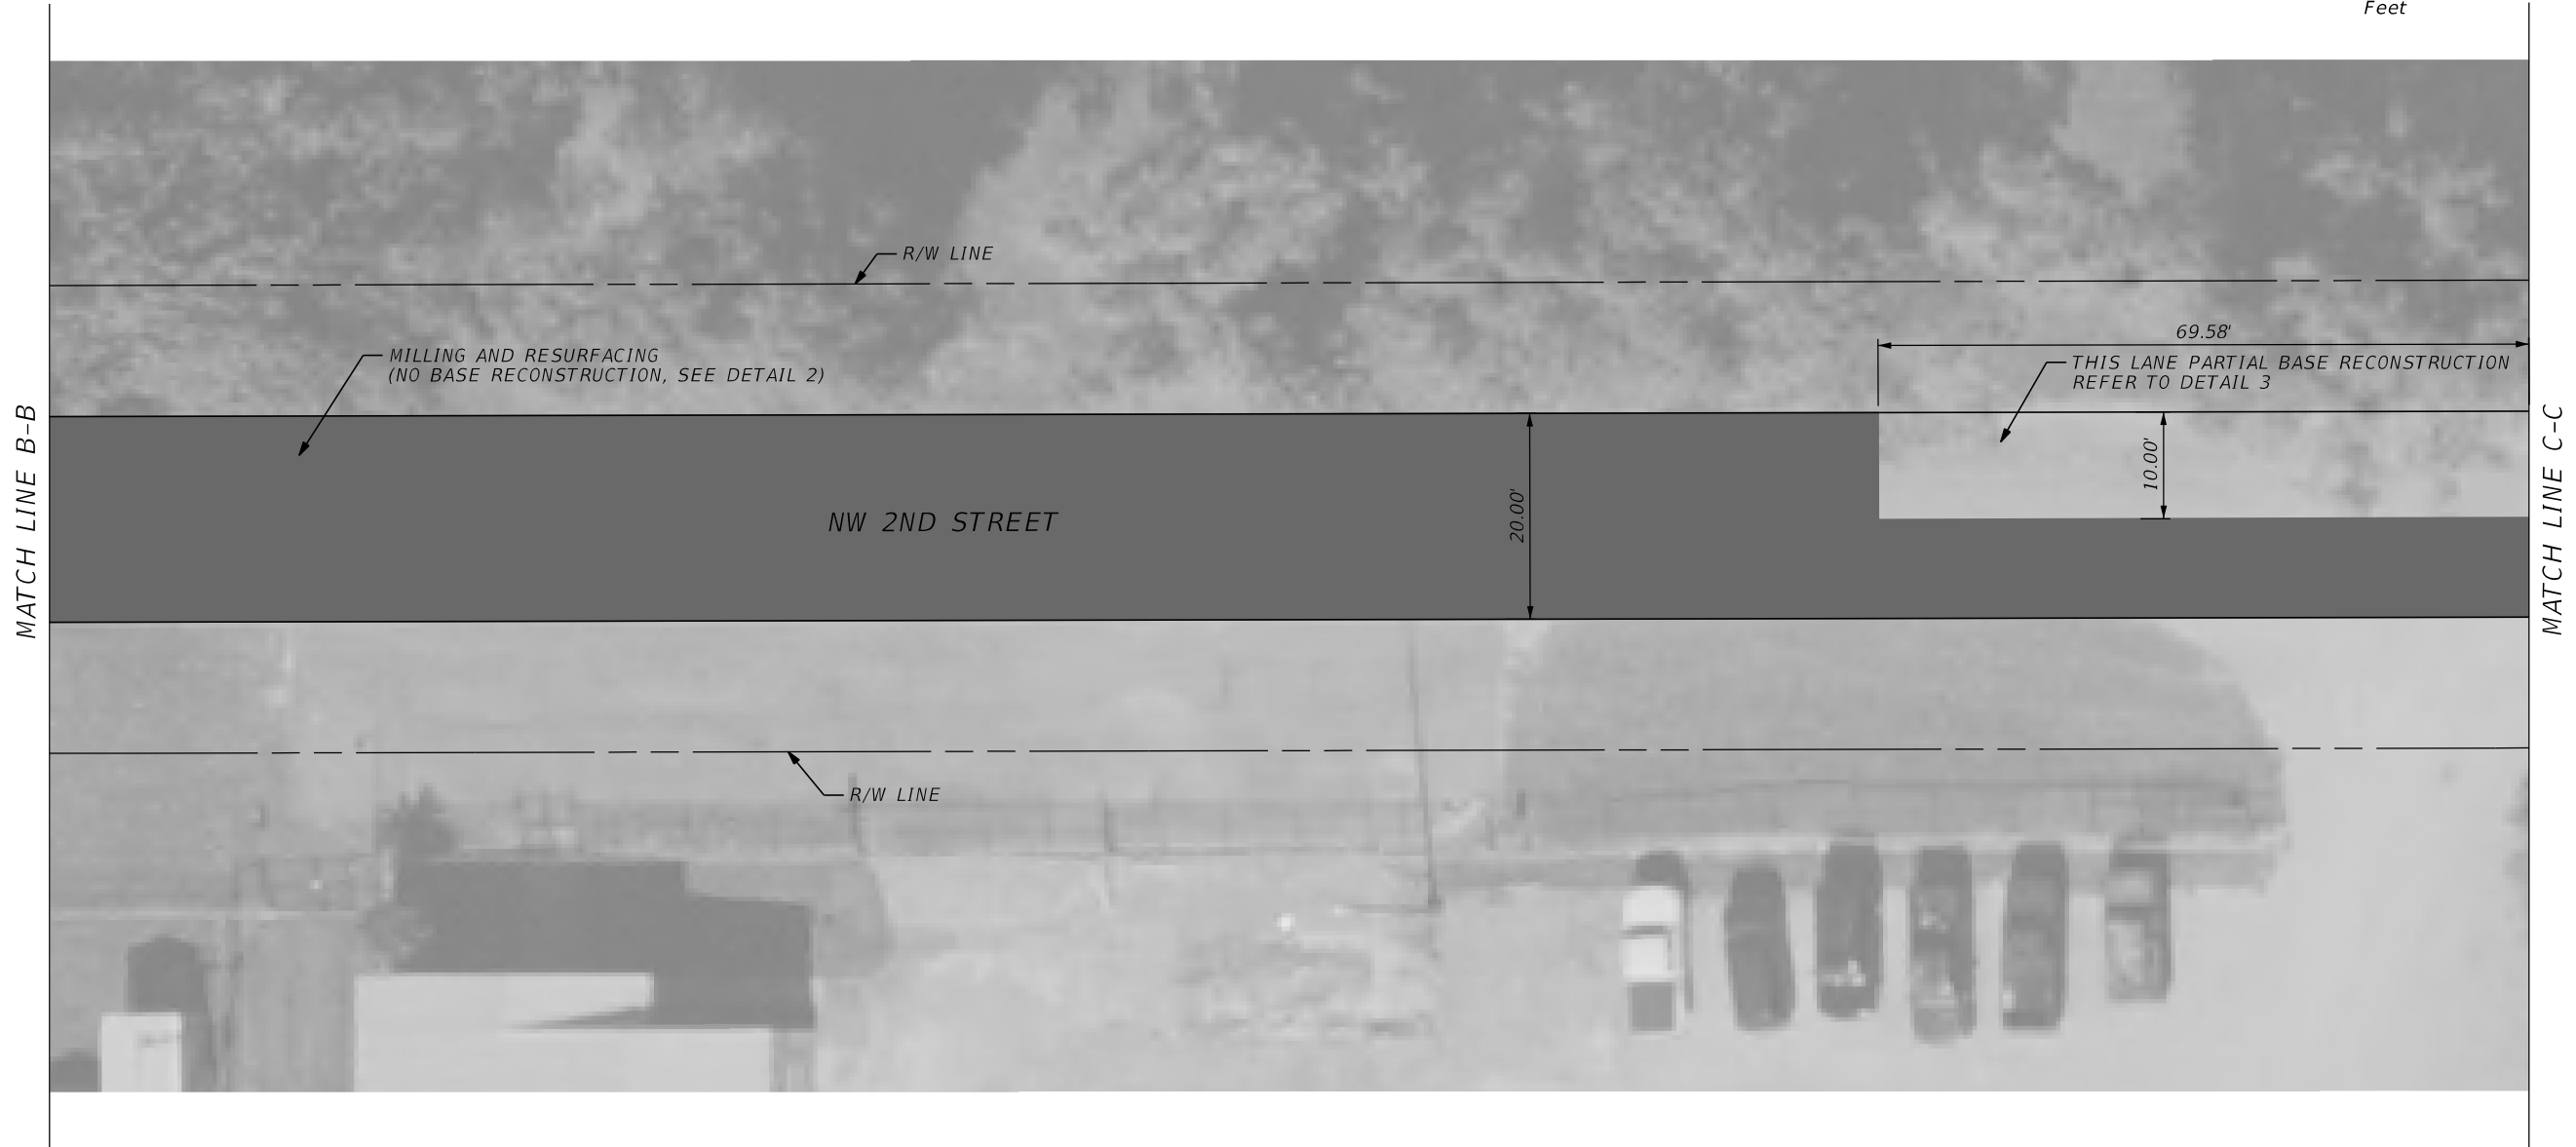 Feet
R/W LINE
69.58'
MILLING AND RESURFACING
(NO BASE RECONSTRUCTION, SEE DETAIL 2)
THIS LANE PARTIAL BASE RECONSTRUCTION
REFER TO DETAIL 3
MATCH LINE B-B
NW 2ND STREET
20.00'
10.00'
MATCH LINE C-C
R/W LINE